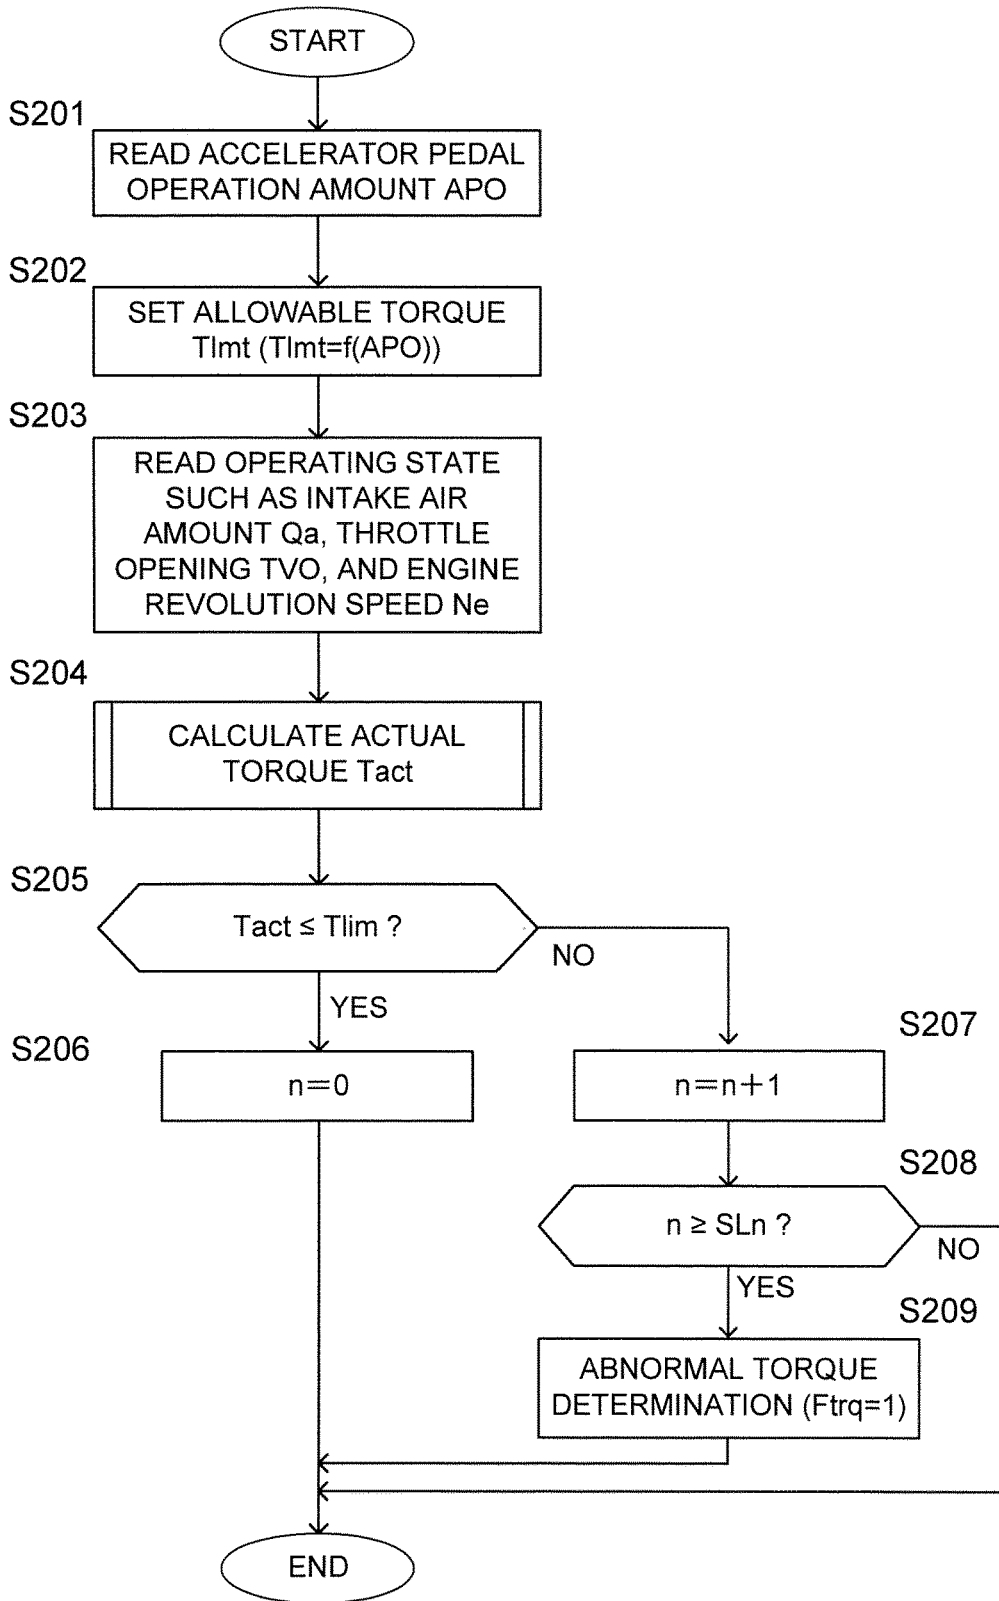 START
S201
READ ACCELERATOR PEDAL
OPERATION AMOUNT APO
S202
SET ALLOWABLE TORQUE
Tlmt (Tlmt=f(APO))
S203
READ OPERATING STATE
SUCH AS INTAKE AIR
AMOUNT Qa, THROTTLE
OPENING TVO, AND ENGINE
REVOLUTION SPEED Ne
S204
CALCULATE ACTUAL
TORQUE Tact
S205
Tact ≤ Tlim ?
NO
YES
S206
n=0
S207
n=n+1
S208
n ≥ SLn ?
NO
YES
S209
ABNORMAL TORQUE
DETERMINATION (Ftrq=1)
END